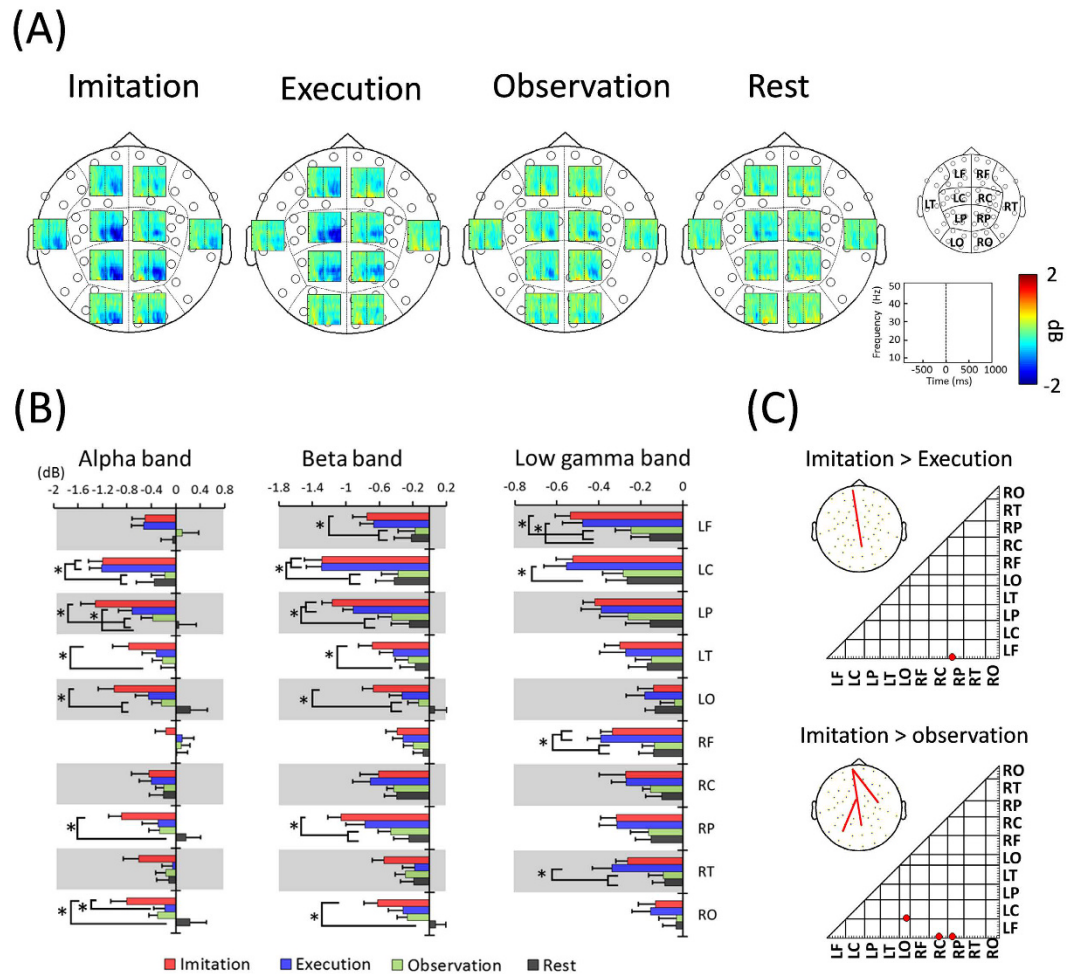 (A)
Imitation Execution Observation Rest
LF RF
LT LC RC RT
LP RP
LO RO
50
40
30
20
10
Frequency (Hz)
-500 0 500 1000
Time (ms)
2
dB
-2
(B)
Alpha band Beta band Low gamma band
(dB)
-2 -1.6 -1.2 -0.8 -0.4 0 0.4 0.8
-1.8 -1.4 -1 -0.6 -0.2 0.2
-0.8 -0.6 -0.4 -0.2 0
* * * LF
* * * LC
* * * LP
* * LT
* * LO
* RF
RC
* * RP
* RT
* * * RO
Imitation Execution Observation Rest
(C)
Imitation > Execution
RO
RT
RP
RC
RF
LO
LT
LP
LC
LF
LF LC LP LT LO RF RC RP RT RO
Imitation > observation
RO
RT
RP
RC
RF
LO
LT
LP
LC
LF
LF LC LP LT LO RF RC RP RT RO